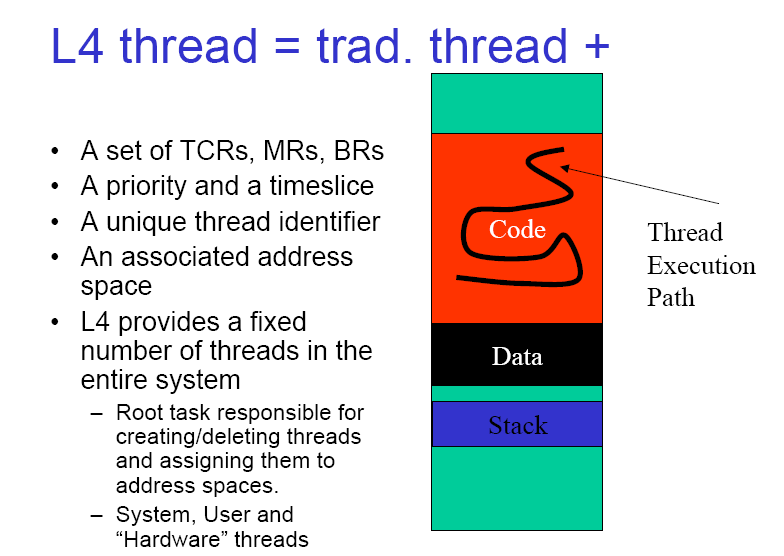 L4 thread = trad. thread +
• A set of TCRs, MRs, BRs
• A priority and a timeslice
• A unique thread identifier
• An associated address
space
• L4 provides a fixed
number of threads in the
entire system
– Root task responsible for
creating/deleting threads
and assigning them to
address spaces.
– System, User and
“Hardware” threads
Code
Data
Stack
Thread
Execution
Path